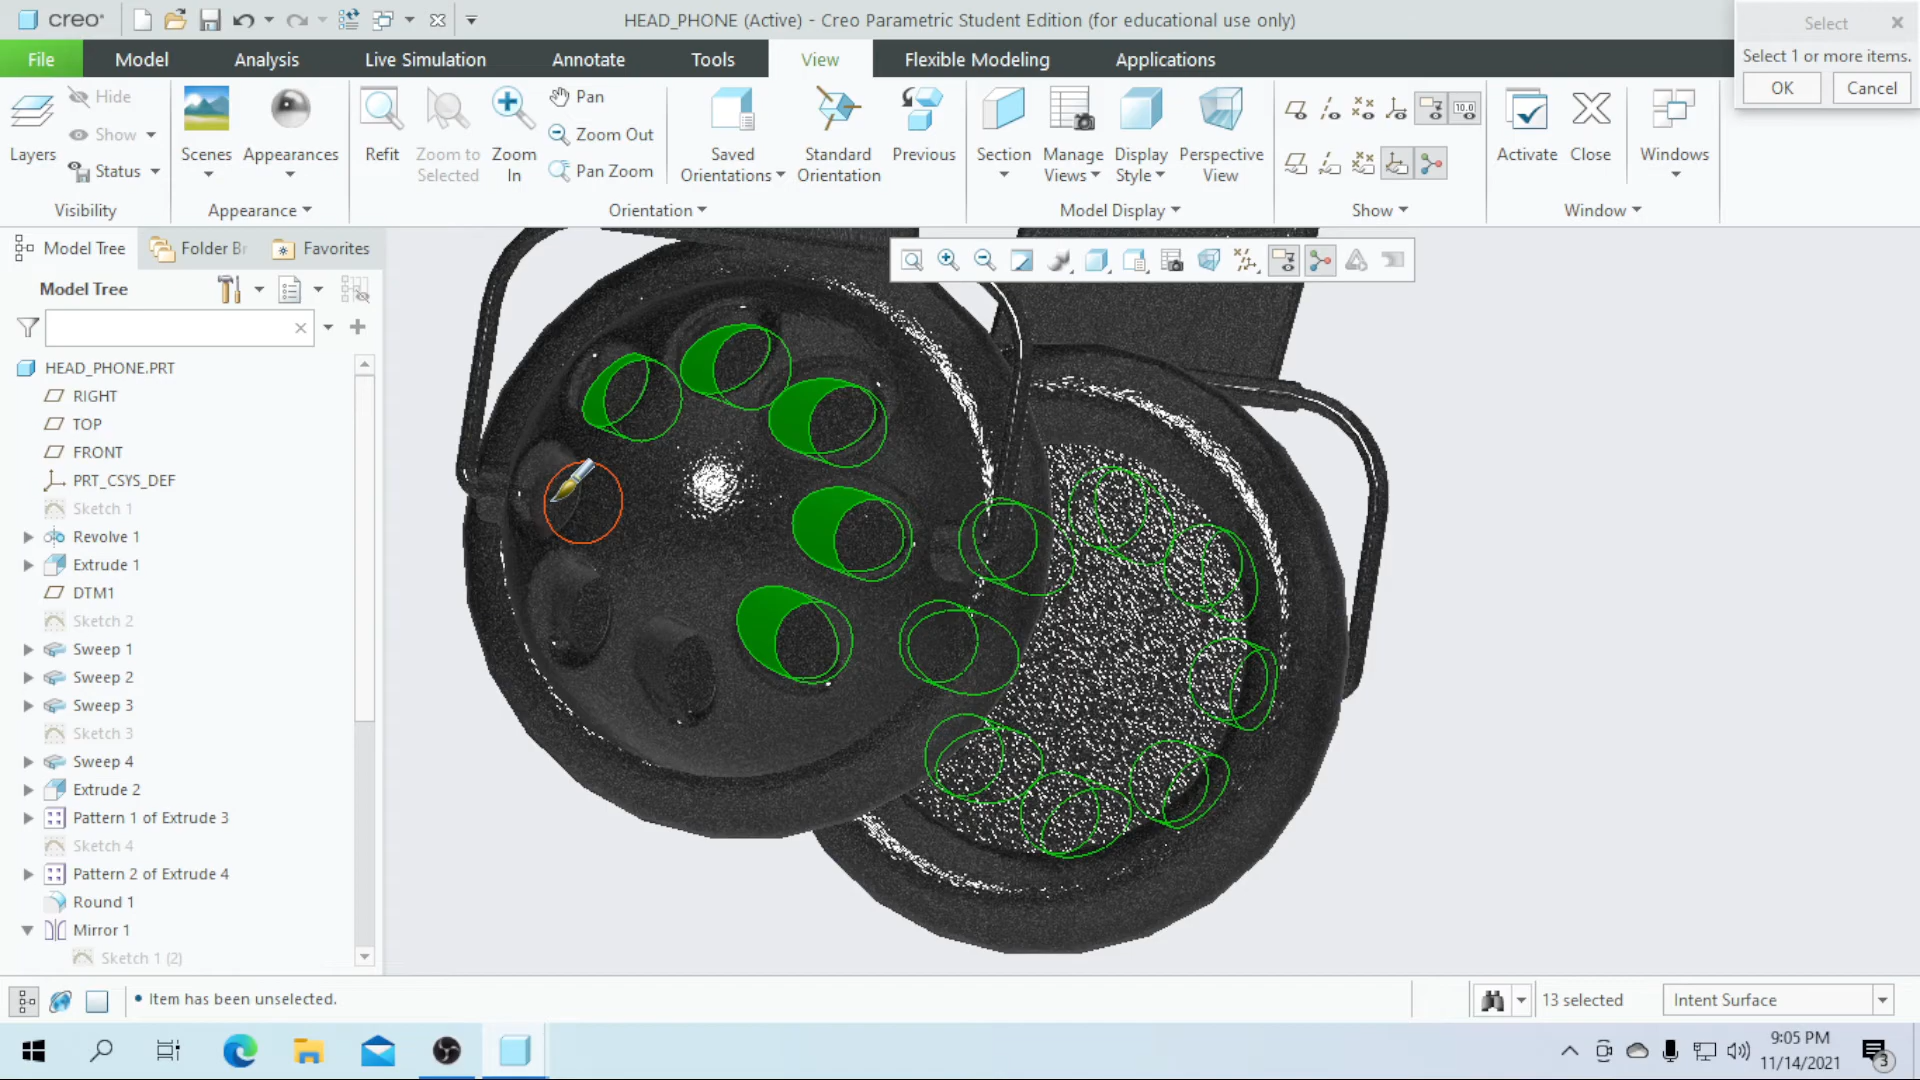 creo®
HEAD_PHONE (Active) - Creo Parametric Student Edition (for educational use only)
Select
Select 1 or more items.
OK
Cancel
File
Model
Analysis
Live Simulation
Annotate
Tools
View
Flexible Modeling
Applications
Layers
Hide
Show
Status
Visibility
Scenes
Appearances
Appearance
Refit
Zoom to Selected
Zoom In
Pan
Zoom Out
Pan Zoom
Saved Orientations
Standard Orientation
Previous
Orientation
Section
Manage Views
Display Style
Perspective View
Model Display
10.0
Show
Activate
Close
Windows
Window
Model Tree
Folder Br
Favorites
Model Tree
HEAD_PHONE.PRT
RIGHT
TOP
FRONT
PRT_CSYS_DEF
Sketch 1
Revolve 1
Extrude 1
DTM1
Sketch 2
Sweep 1
Sweep 2
Sweep 3
Sketch 3
Sweep 4
Extrude 2
Pattern 1 of Extrude 3
Sketch 4
Pattern 2 of Extrude 4
Round 1
Mirror 1
Sketch 1 (2)
• Item has been unselected.
13 selected
Intent Surface
9:05 PM
11/14/2021
3